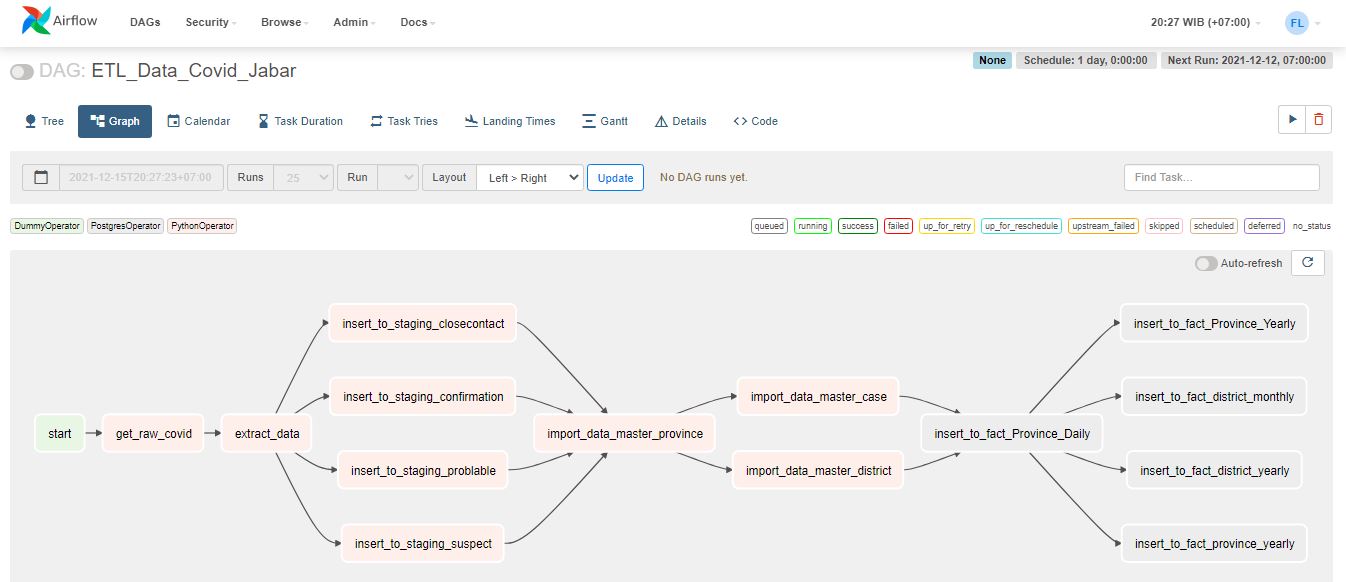 Airflow DAGs Security Browse Admin Docs 20:27 WIB (+07:00) FL
DAG: ETL_Data_Covid_Jabar None Schedule: 1 day, 0:00:00 Next Run: 2021-12-12, 07:00:00
Tree Graph Calendar Task Duration Task Tries Landing Times Gantt Details <> Code
2021-12-15T20:27:23+07:00 Runs 25 Run Layout Left > Right Update No DAG runs yet. Find Task...
DummyOperator PostgresOperator PythonOperator queued running success failed up_for_retry up_for_reschedule upstream_failed skipped scheduled deferred no_status
Auto-refresh
insert_to_staging_closecontact insert_to_fact_Province_Yearly
insert_to_staging_confirmation import_data_master_case insert_to_fact_district_monthly
start get_raw_covid extract_data import_data_master_province insert_to_fact_Province_Daily
insert_to_staging_problable import_data_master_district insert_to_fact_district_yearly
insert_to_staging_suspect insert_to_fact_province_yearly